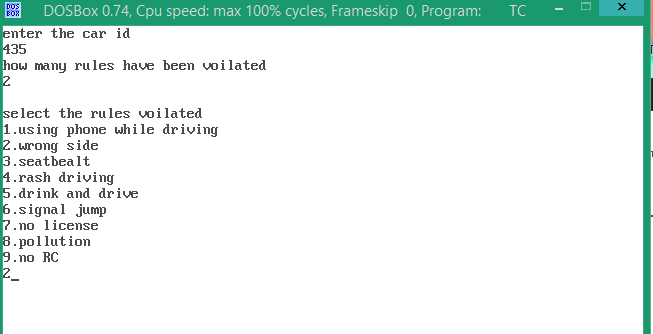 DOS BOX
DOSBox 0.74, Cpu speed: max 100% cycles, Frameskip 0, Program: TC
enter the car id
435
how many rules have been voilated
2
select the rules voilated
1.using phone while driving
2.wrong side
3.seatbealt
4.rash driving
5.drink and drive
6.signal jump
7.no license
8.pollution
9.no RC
2_